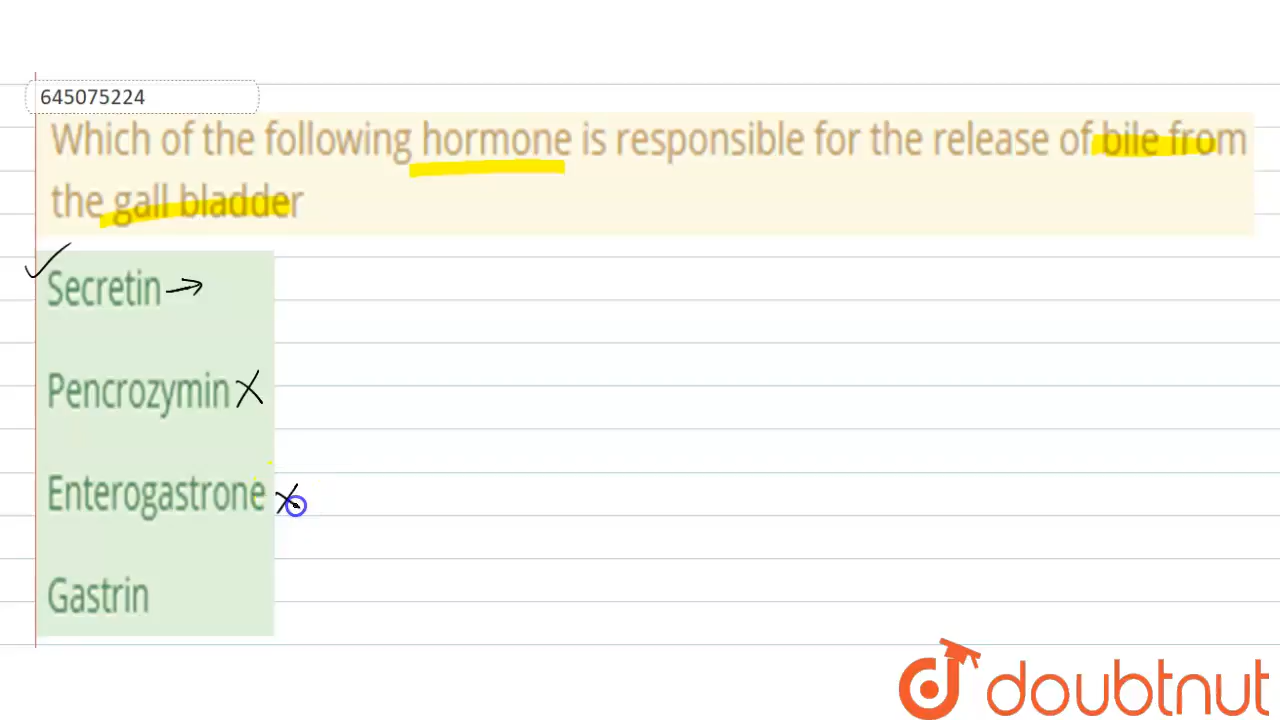 645075224
Which of the following hormone is responsible for the release of bile from
the gall bladder
Secretin
Pencrozymin
Enterogastrone
Gastrin
doubtnut